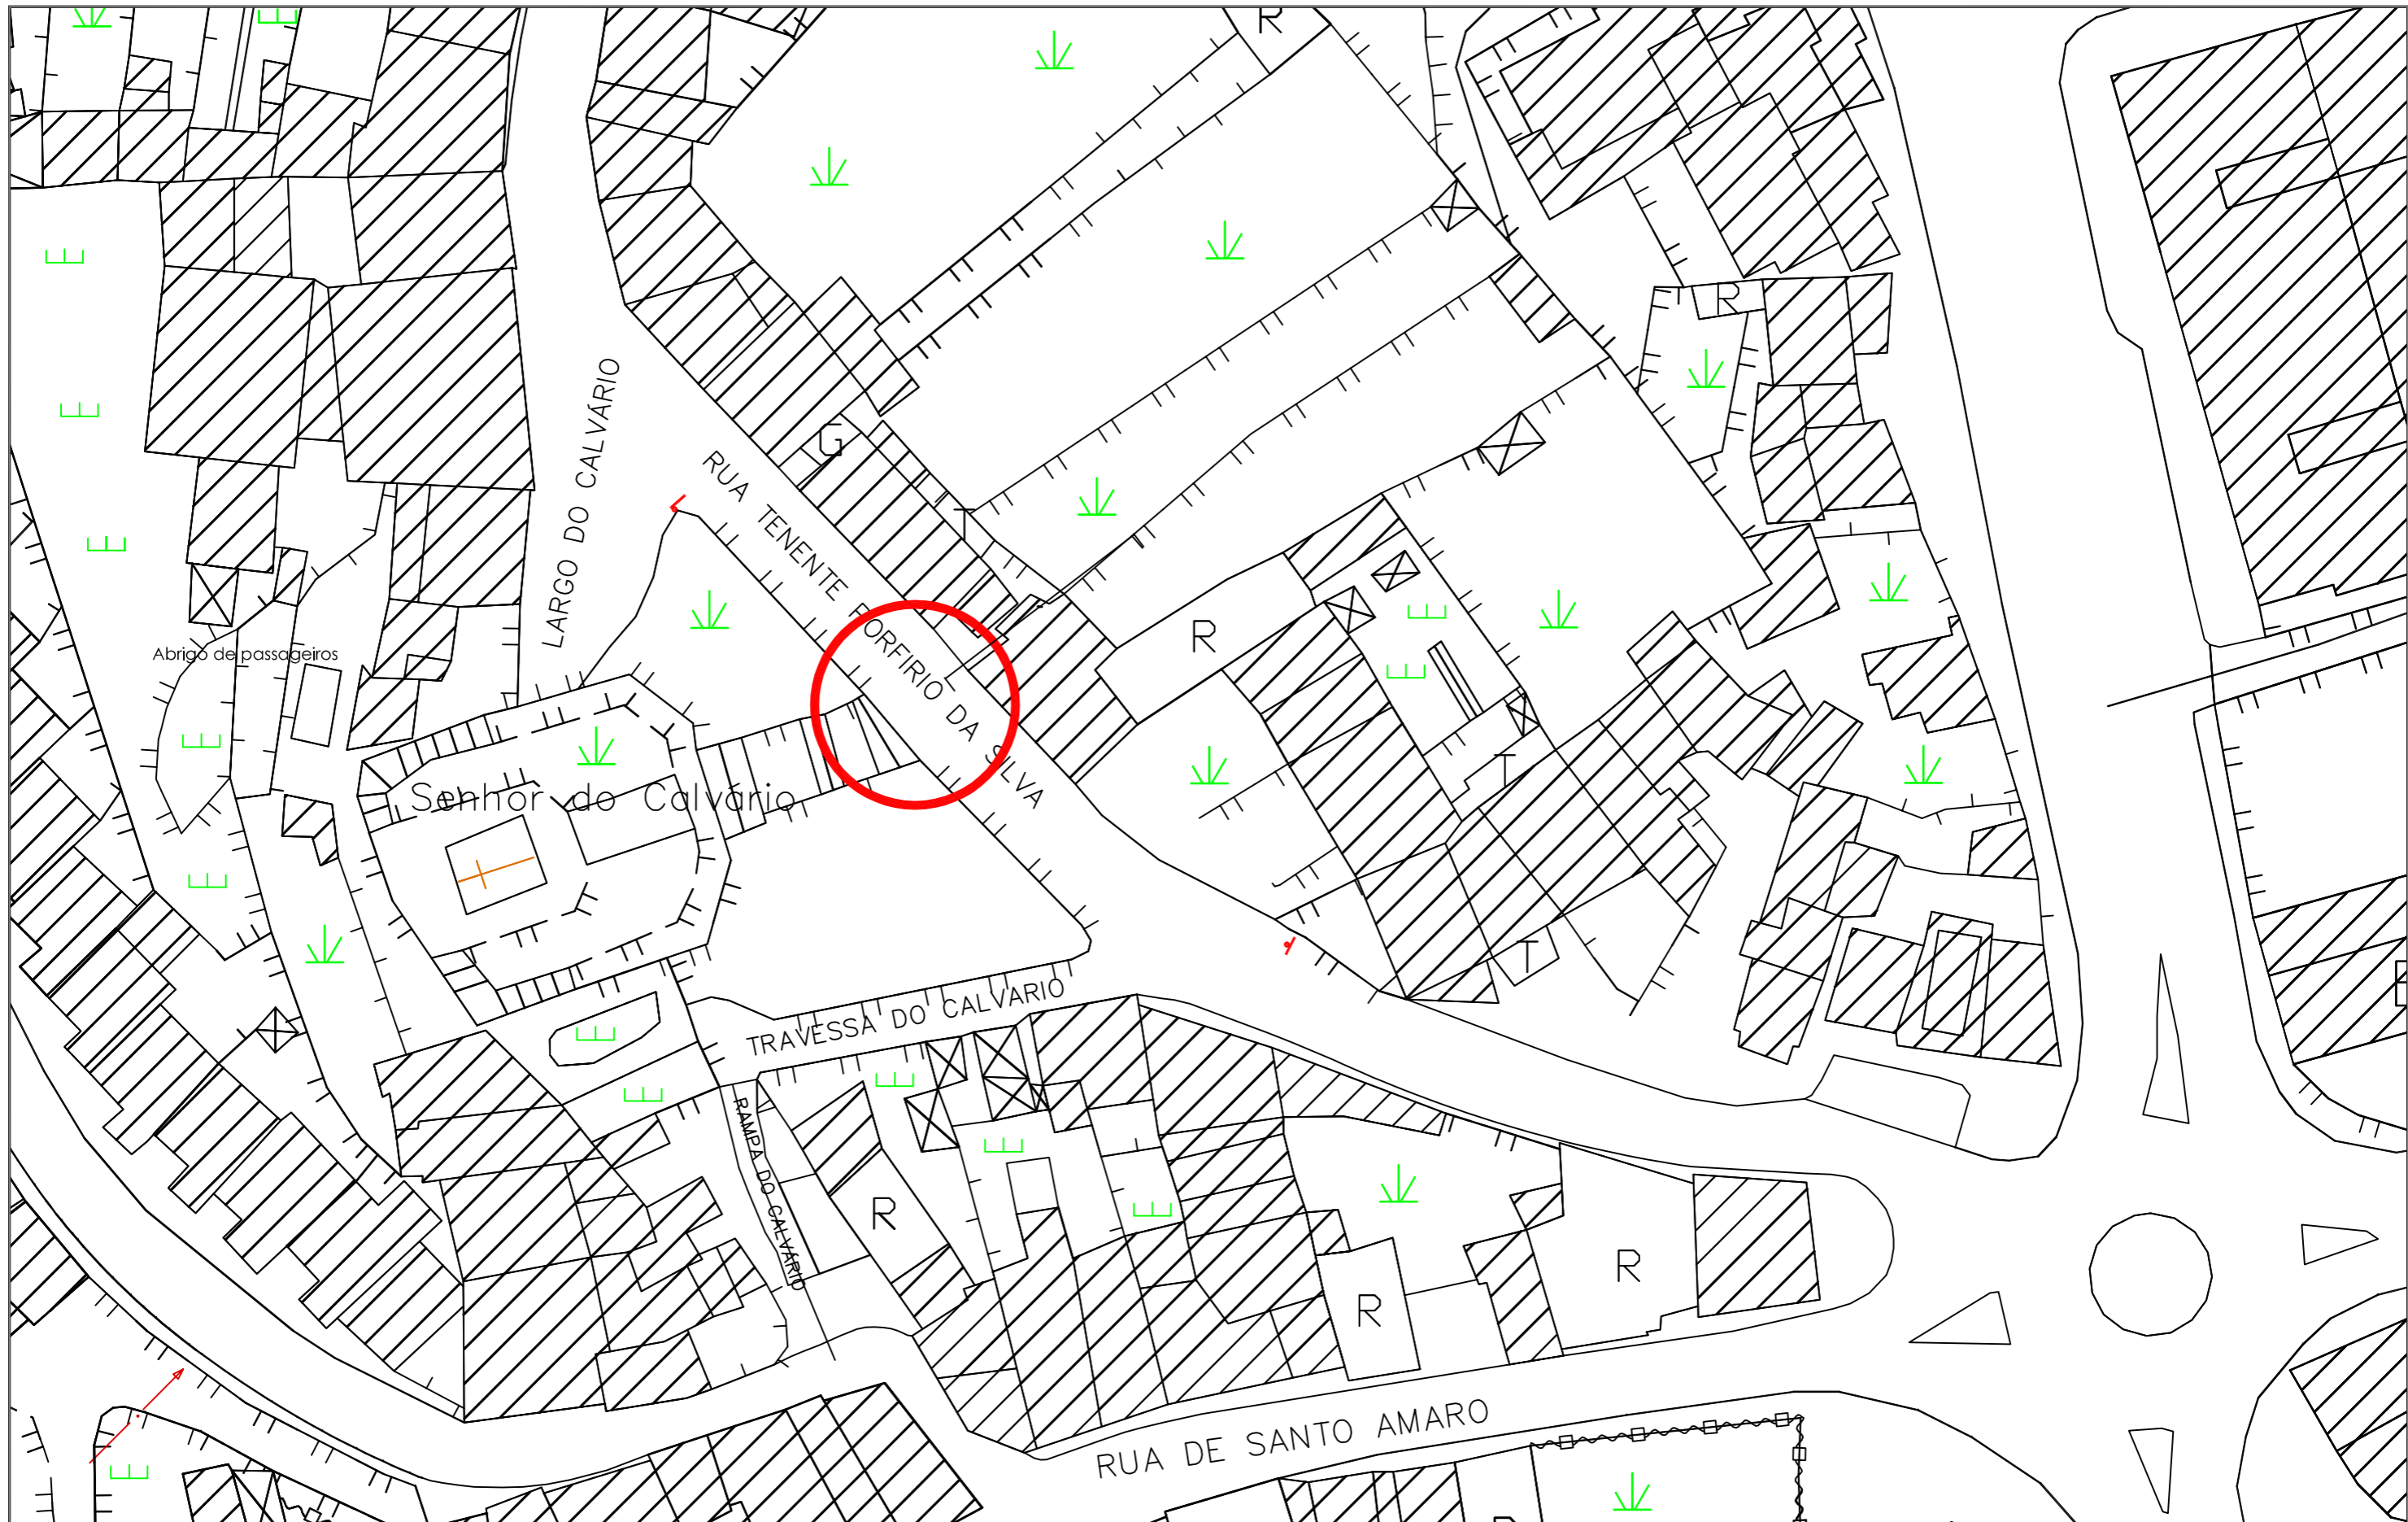 R
R
LARGO DO CALVÁRIO
G
RUA TENENTE PORFIRIO DA SILVA
T
R
Abrigo de passageiros
T
Senhor do Calvário
T
TRAVESSA DO CALVARIO
RAMPA DO CALVÁRIO
R
R
R
RUA DE SANTO AMARO